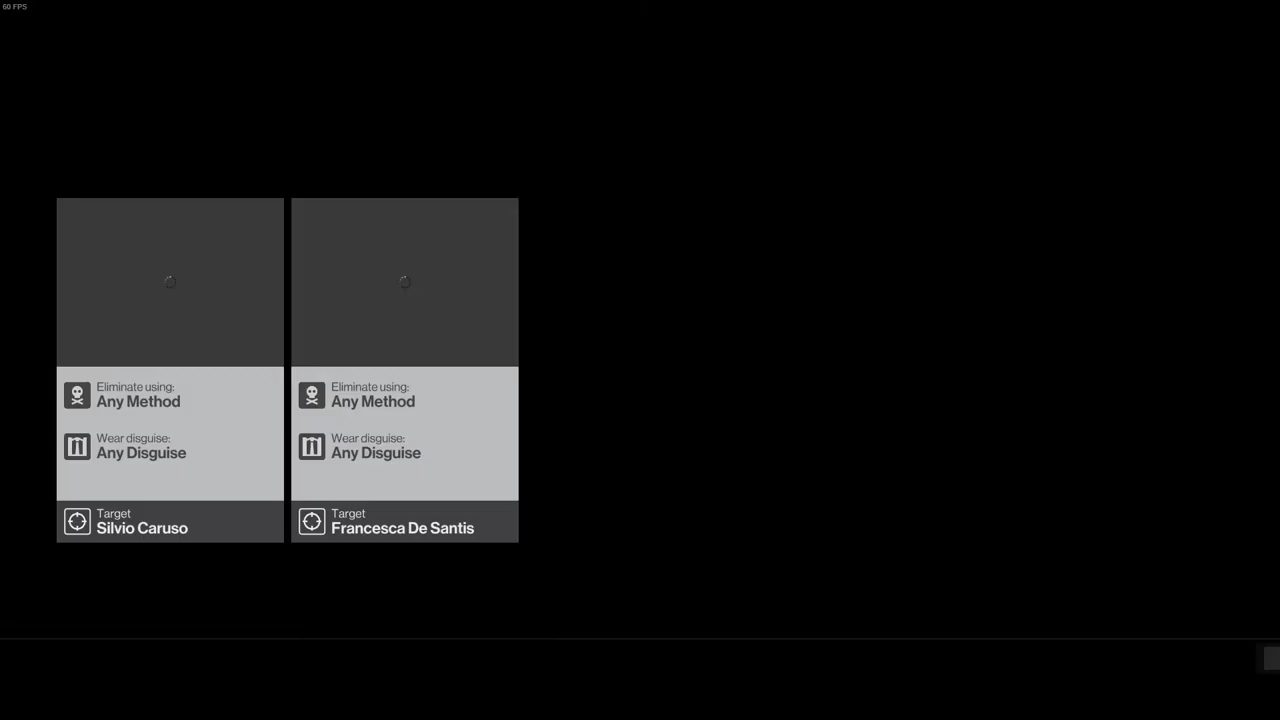 60 FPS
Eliminate using:
Any Method
Wear disguise:
Any Disguise
Target
Silvio Caruso
Eliminate using:
Any Method
Wear disguise:
Any Disguise
Target
Francesca De Santis